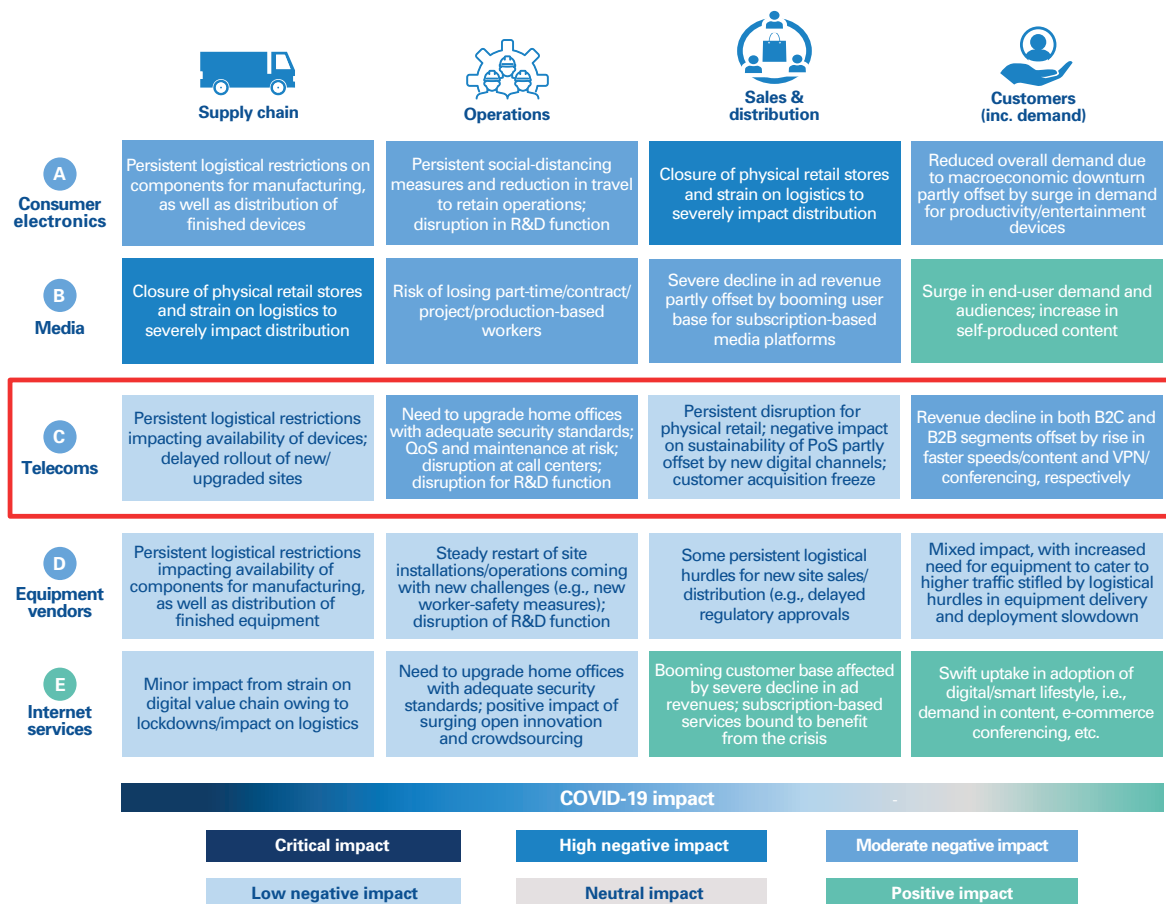 Supply chain
Operations
Sales &
distribution
Customers
(inc. demand)
A
Consumer
electronics
Persistent logistical restrictions on
components for manufacturing,
as well as distribution of
finished devices
Persistent social-distancing
measures and reduction in travel
to retain operations;
disruption in R&D function
Closure of physical retail stores
and strain on logistics to
severely impact distribution
Reduced overall demand due
to macroeconomic downturn
partly offset by surge in demand
for productivity/entertainment
devices
B
Media
Closure of physical retail stores
and strain on logistics to
severely impact distribution
Risk of losing part-time/contract/
project/production-based
workers
Severe decline in ad revenue
partly offset by booming user
base for subscription-based
media platforms
Surge in end-user demand and
audiences; increase in
self-produced content
C
Telecoms
Persistent logistical restrictions
impacting availability of devices;
delayed rollout of new/
upgraded sites
Need to upgrade home offices
with adequate security standards;
QoS and maintenance at risk;
disruption at call centers;
disruption for R&D function
Persistent disruption for
physical retail; negative impact
on sustainability of PoS partly
offset by new digital channels;
customer acquisition freeze
Revenue decline in both B2C and
B2B segments offset by rise in
faster speeds/content and VPN/
conferencing, respectively
D
Equipment
vendors
Persistent logistical restrictions
impacting availability of
components for manufacturing,
as well as distribution of
finished equipment
Steady restart of site
installations/operations coming
with new challenges (e.g., new
worker-safety measures);
disruption of R&D function
Some persistent logistical
hurdles for new site sales/
distribution (e.g., delayed
regulatory approvals
Mixed impact, with increased
need for equipment to cater to
higher traffic stifled by logistical
hurdles in equipment delivery
and deployment slowdown
E
Internet
services
Minor impact from strain on
digital value chain owing to
lockdowns/impact on logistics
Need to upgrade home offices
with adequate security
standards; positive impact of
surging open innovation
and crowdsourcing
Booming customer base affected
by severe decline in ad
revenues; subscription-based
services bound to benefit
from the crisis
Swift uptake in adoption of
digital/smart lifestyle, i.e.,
demand in content, e-commerce
conferencing, etc.
COVID-19 impact
-
Critical impact
High negative impact
Moderate negative impact
Low negative impact
Neutral impact
Positive impact